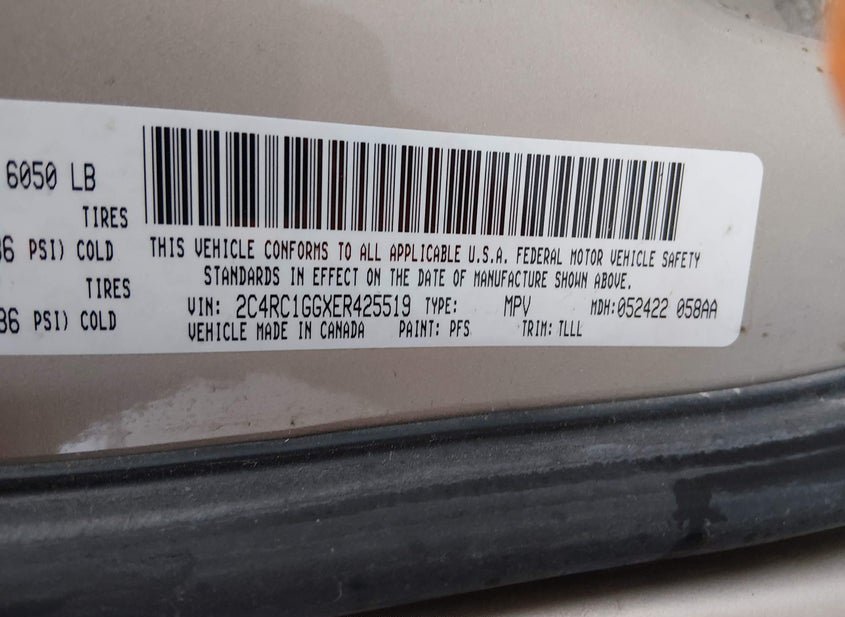 6050 LB
TIRES
36 PSI) COLD
TIRES
36 PSI) COLD
THIS VEHICLE CONFORMS TO ALL APPLICABLE U.S.A. FEDERAL MOTOR VEHICLE SAFETY
STANDARDS IN EFFECT ON THE DATE OF MANUFACTURE SHOWN ABOVE.
VIN: 2C4RC1GGXER425519 TYPE: MPV MDH:052422 058AA
VEHICLE MADE IN CANADA PAINT: PFS TRIM: TLLL